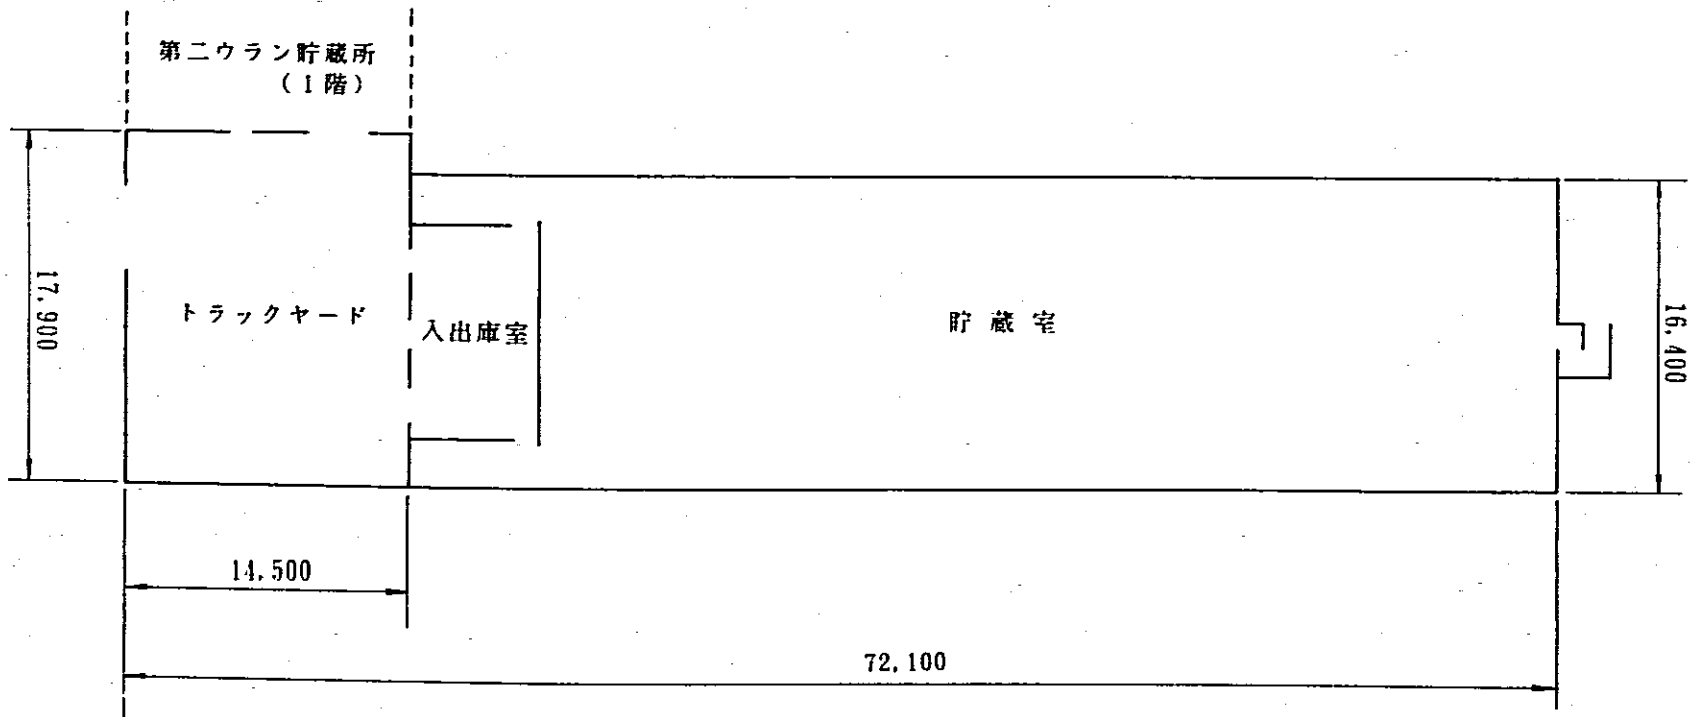 第二ウラン貯蔵所
(1階)
17,900
トラックヤード
入出庫室
貯蔵室
16,400
14,500
72,100